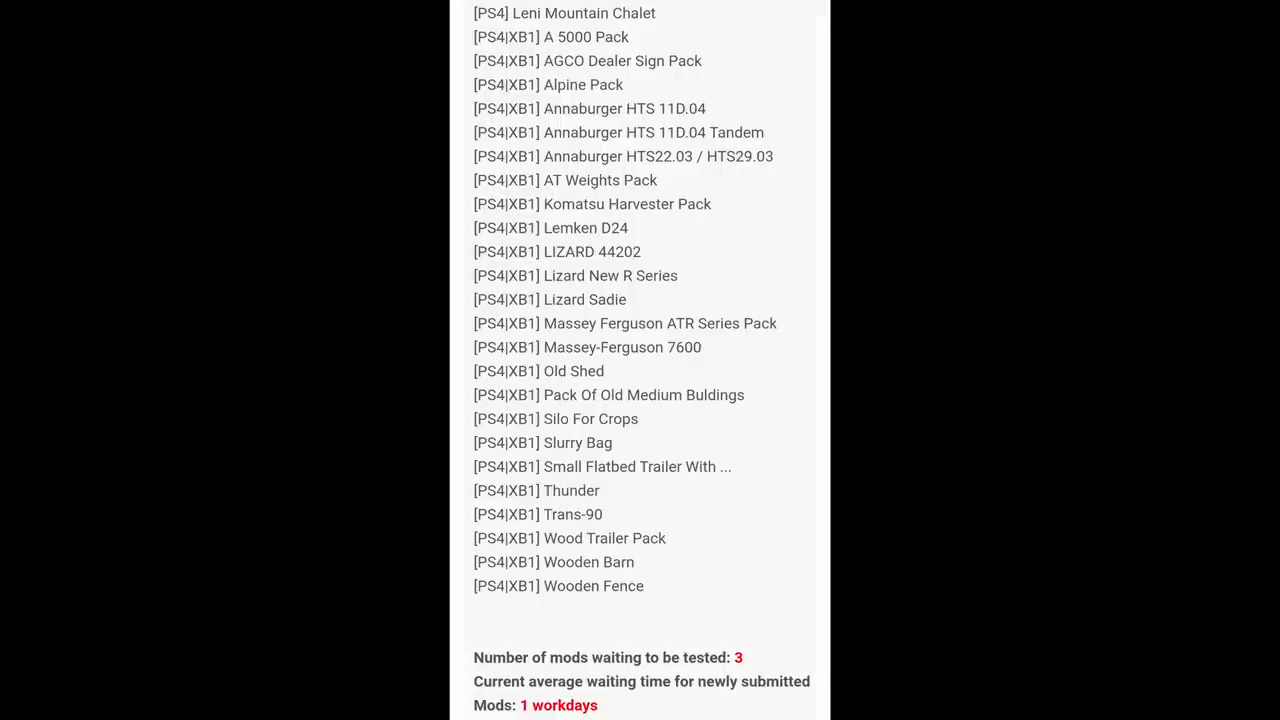 [PS4] Leni Mountain Chalet
[PS4|XB1] A 5000 Pack
[PS4|XB1] AGCO Dealer Sign Pack
[PS4|XB1] Alpine Pack
[PS4|XB1] Annaburger HTS 11D.04
[PS4|XB1] Annaburger HTS 11D.04 Tandem
[PS4|XB1] Annaburger HTS22.03 / HTS29.03
[PS4|XB1] AT Weights Pack
[PS4|XB1] Komatsu Harvester Pack
[PS4|XB1] Lemken D24
[PS4|XB1] LIZARD 44202
[PS4|XB1] Lizard New R Series
[PS4|XB1] Lizard Sadie
[PS4|XB1] Massey Ferguson ATR Series Pack
[PS4|XB1] Massey-Ferguson 7600
[PS4|XB1] Old Shed
[PS4|XB1] Pack Of Old Medium Buldings
[PS4|XB1] Silo For Crops
[PS4|XB1] Slurry Bag
[PS4|XB1] Small Flatbed Trailer With ...
[PS4|XB1] Thunder
[PS4|XB1] Trans-90
[PS4|XB1] Wood Trailer Pack
[PS4|XB1] Wooden Barn
[PS4|XB1] Wooden Fence
Number of mods waiting to be tested: 3
Current average waiting time for newly submitted
Mods: 1 workdays